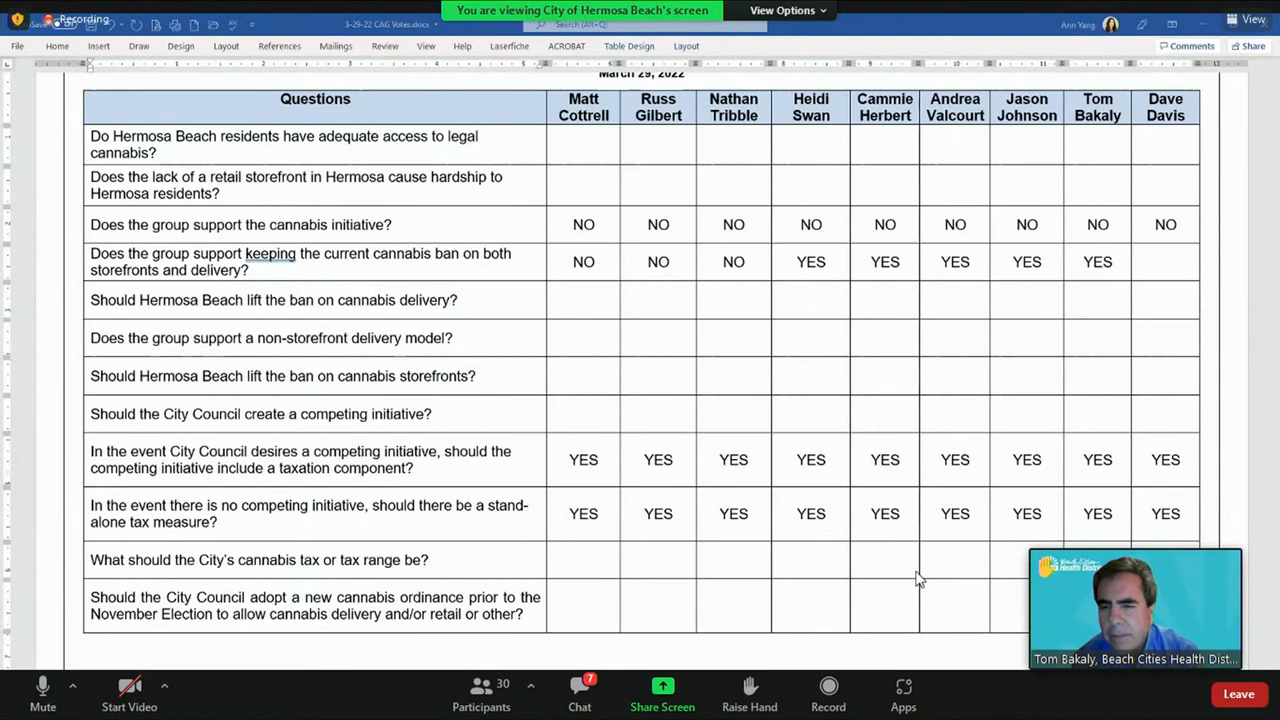 Recording
You are viewing City of Hermosa Beach's screen
View Options
View
3-29-22 CAG Votes.docx
Search (Alt+Q)
Ann Yang
File Home Insert Draw Design Layout References Mailings Review View Help Laserfiche ACROBAT Table Design Layout Comments Share
March 29, 2022
Questions Matt Cottrell Russ Gilbert Nathan Tribble Heidi Swan Cammie Herbert Andrea Valcourt Jason Johnson Tom Bakaly Dave Davis
Do Hermosa Beach residents have adequate access to legal
cannabis?
Does the lack of a retail storefront in Hermosa cause hardship to
Hermosa residents?
Does the group support the cannabis initiative? NO NO NO NO NO NO NO NO NO
Does the group support keeping the current cannabis ban on both
storefronts and delivery? NO NO NO YES YES YES YES YES
Should Hermosa Beach lift the ban on cannabis delivery?
Does the group support a non-storefront delivery model?
Should Hermosa Beach lift the ban on cannabis storefronts?
Should the City Council create a competing initiative?
In the event City Council desires a competing initiative, should the
competing initiative include a taxation component? YES YES YES YES YES YES YES YES YES
In the event there is no competing initiative, should there be a stand-
alone tax measure? YES YES YES YES YES YES YES YES YES
What should the City's cannabis tax or tax range be?
Should the City Council adopt a new cannabis ordinance prior to the
November Election to allow cannabis delivery and/or retail or other?
Beach Cities
Health District
Tom Bakaly, Beach Cities Health Dist...
Mute Start Video 30 Participants 7 Chat Share Screen Raise Hand Record Apps Leave